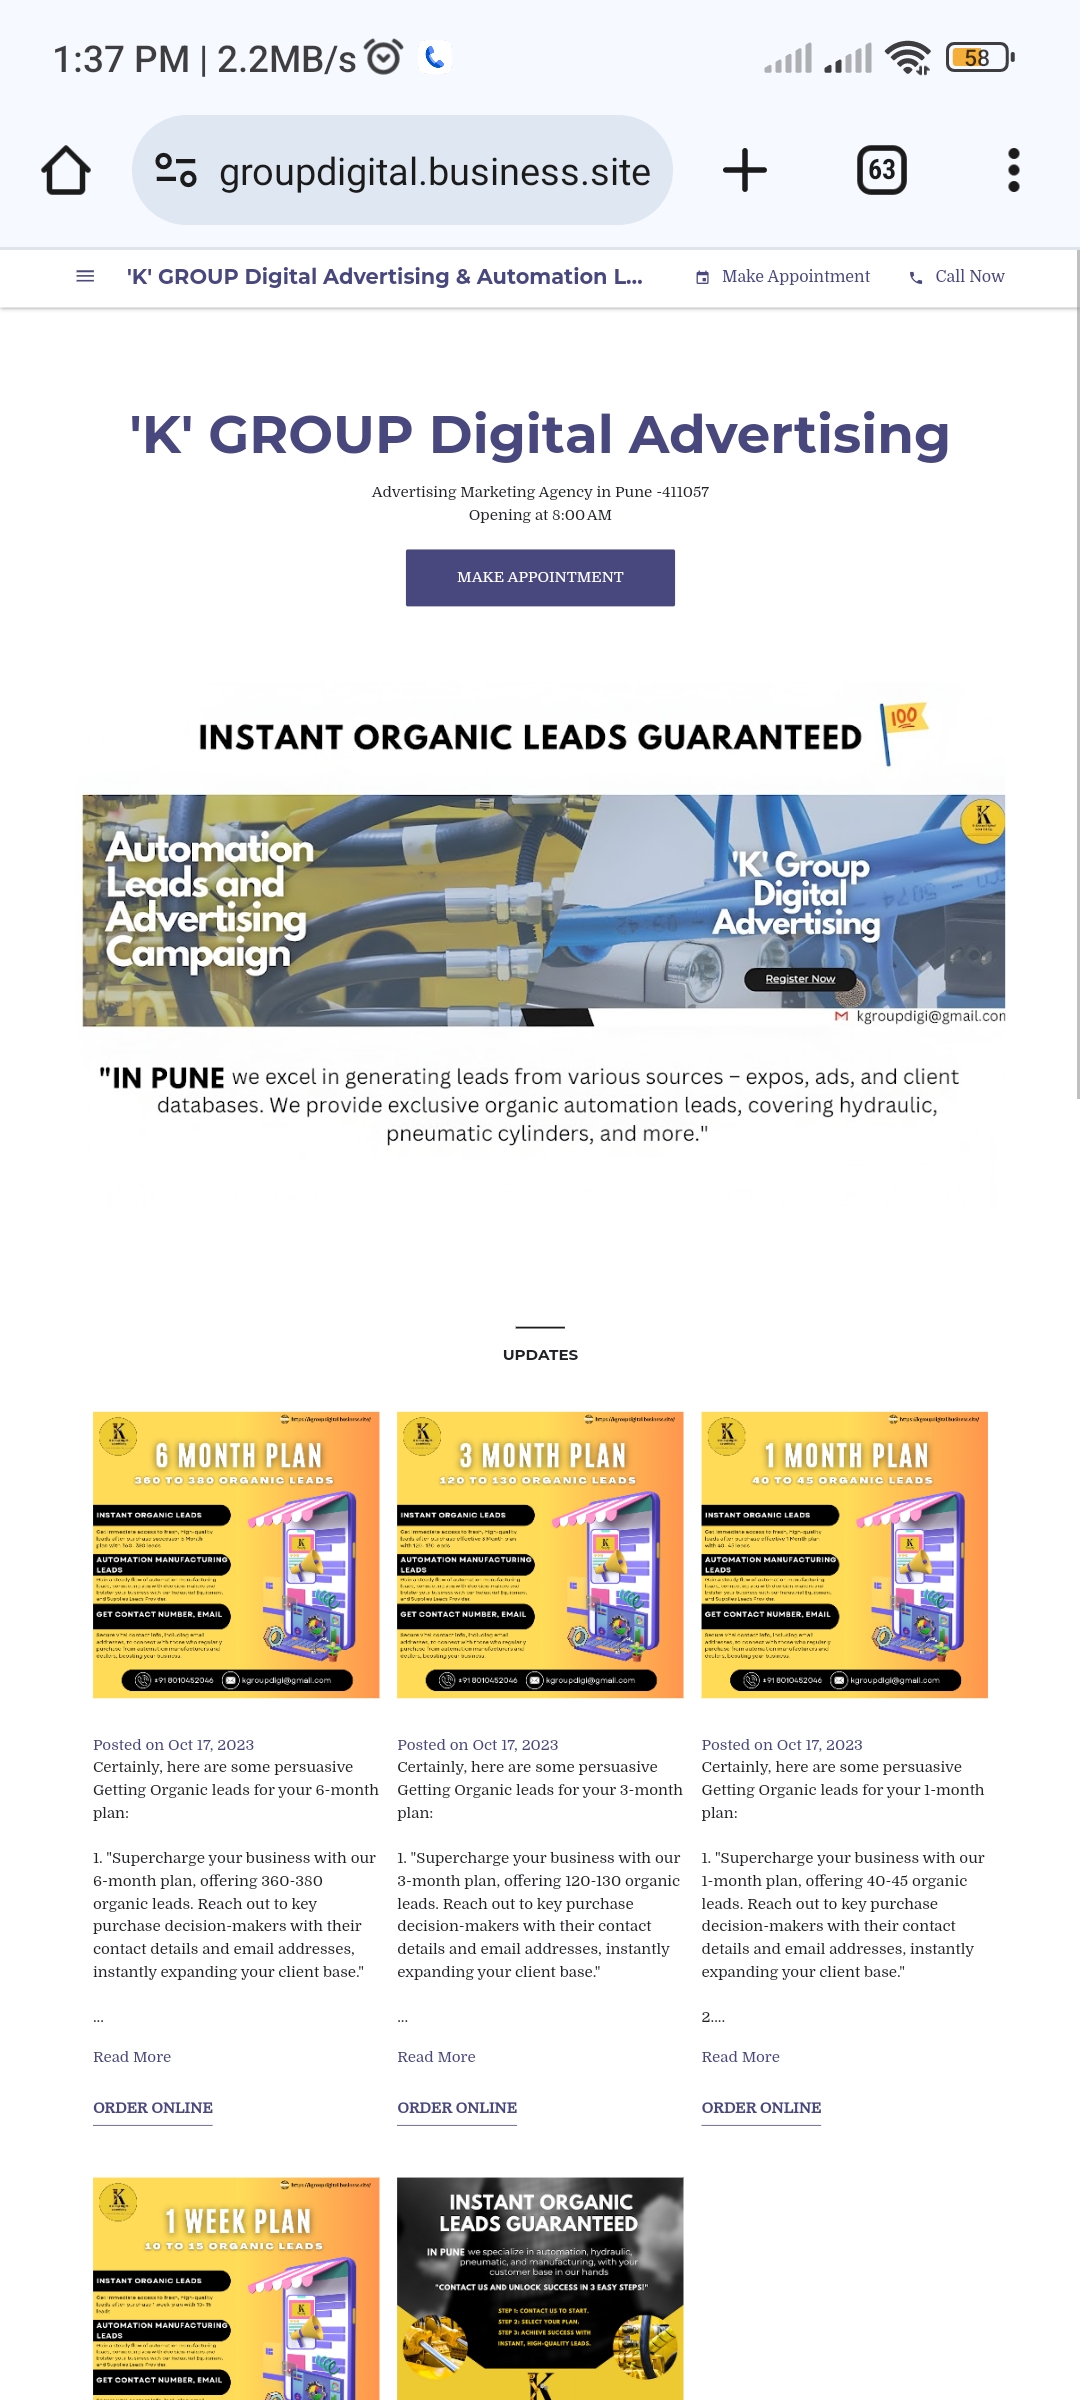 1:37 PM | 2.2MB/s
58
groupdigital.business.site
63
'K' GROUP Digital Advertising & Automation L...
Make Appointment
Call Now
'K' GROUP Digital Advertising
Advertising Marketing Agency in Pune -411057
Opening at 8:00 AM
MAKE APPOINTMENT
INSTANT ORGANIC LEADS GUARANTEED
100
Automation
Leads and
Advertising
Campaign
K
'K' Group
Digital
Advertising
Register Now
kgroupdigi@gmail.com
"IN PUNE we excel in generating leads from various sources – expos, ads, and client
databases. We provide exclusive organic automation leads, covering hydraulic,
pneumatic cylinders, and more."
UPDATES
https://kgroupdigital.business.site/
K
6 MONTH PLAN
360 TO 380 ORGANIC LEADS
INSTANT ORGANIC LEADS
AUTOMATION MANUFACTURING
LEADS
GET CONTACT NUMBER, EMAIL
+91 8010452046
kgroupdigi@gmail.com
Posted on Oct 17, 2023
Certainly, here are some persuasive
Getting Organic leads for your 6-month
plan:
1. "Supercharge your business with our
6-month plan, offering 360-380
organic leads. Reach out to key
purchase decision-makers with their
contact details and email addresses,
instantly expanding your client base."
...
Read More
ORDER ONLINE
https://kgroupdigital.business.site/
K
3 MONTH PLAN
120 TO 130 ORGANIC LEADS
INSTANT ORGANIC LEADS
AUTOMATION MANUFACTURING
LEADS
GET CONTACT NUMBER, EMAIL
+91 8010452046
kgroupdigi@gmail.com
Posted on Oct 17, 2023
Certainly, here are some persuasive
Getting Organic leads for your 3-month
plan:
1. "Supercharge your business with our
3-month plan, offering 120-130 organic
leads. Reach out to key purchase
decision-makers with their contact
details and email addresses, instantly
expanding your client base."
...
Read More
ORDER ONLINE
https://kgroupdigital.business.site/
K
1 MONTH PLAN
40 TO 45 ORGANIC LEADS
INSTANT ORGANIC LEADS
AUTOMATION MANUFACTURING
LEADS
GET CONTACT NUMBER, EMAIL
+91 8010452046
kgroupdigi@gmail.com
Posted on Oct 17, 2023
Certainly, here are some persuasive
Getting Organic leads for your 1-month
plan:
1. "Supercharge your business with our
1-month plan, offering 40-45 organic
leads. Reach out to key purchase
decision-makers with their contact
details and email addresses, instantly
expanding your client base."
2....
Read More
ORDER ONLINE
https://kgroupdigital.business.site/
K
1 WEEK PLAN
10 TO 15 ORGANIC LEADS
INSTANT ORGANIC LEADS
AUTOMATION MANUFACTURING
LEADS
GET CONTACT NUMBER, EMAIL
INSTANT ORGANIC
LEADS GUARANTEED
IN PUNE we specialize in automation, hydraulic,
pneumatic, and manufacturing, with your
customer base in our hands
"CONTACT US AND UNLOCK SUCCESS IN 3 EASY STEPS!"
STEP 1: CONTACT US TO START.
STEP 2: SELECT YOUR PLAN.
STEP 3: ACHIEVE SUCCESS WITH
INSTANT, HIGH-QUALITY LEADS.
K